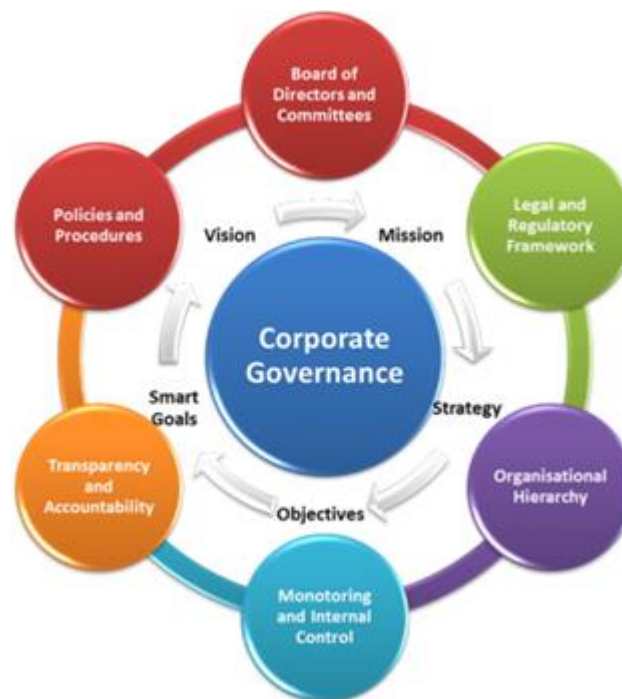 Board of
Directors and
Committees
Policies and
Procedures
Legal and
Regulatory
Framework
Vision
Mission
Corporate
Governance
Smart
Goals
Strategy
Transparency
and
Accountability
Organisational
Hierarchy
Objectives
Monotoring
and Internal
Control